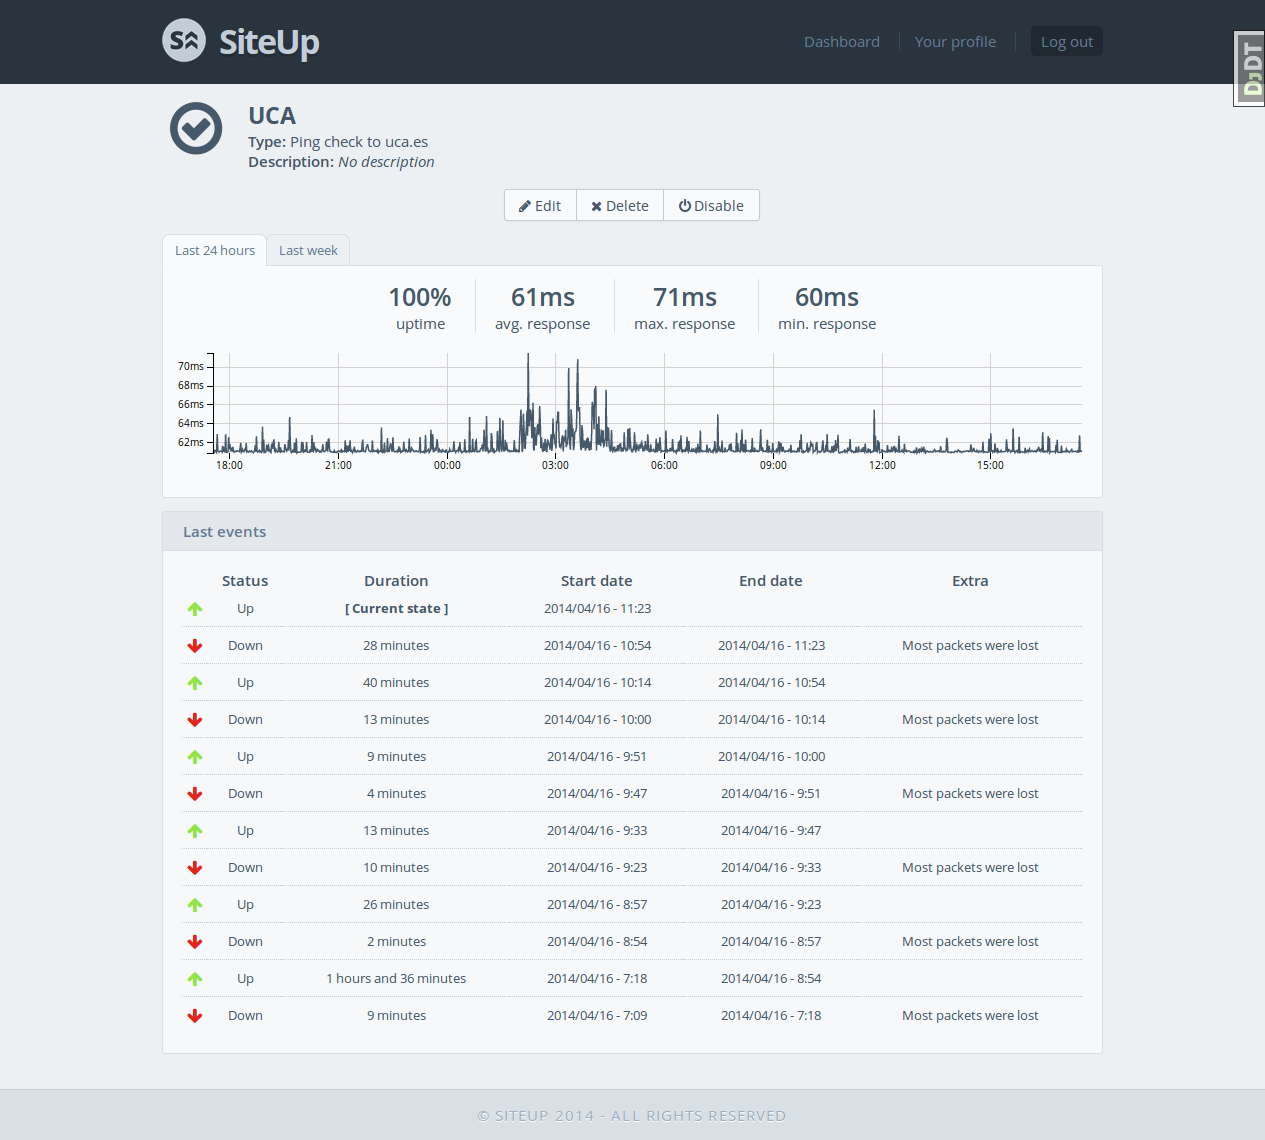 S SiteUp
Dashboard Your profile Log out
DJDT
UCA
Type: Ping check to uca.es
Description: No description
Edit Delete Disable
Last 24 hours Last week
100% 61ms 71ms 60ms
uptime avg. response max. response min. response
70ms
68ms
66ms
64ms
62ms
18:00 21:00 00:00 03:00 06:00 09:00 12:00 15:00
Last events
Status Duration Start date End date Extra
Up [ Current state ] 2014/04/16 - 11:23
Down 28 minutes 2014/04/16 - 10:54 2014/04/16 - 11:23 Most packets were lost
Up 40 minutes 2014/04/16 - 10:14 2014/04/16 - 10:54
Down 13 minutes 2014/04/16 - 10:00 2014/04/16 - 10:14 Most packets were lost
Up 9 minutes 2014/04/16 - 9:51 2014/04/16 - 10:00
Down 4 minutes 2014/04/16 - 9:47 2014/04/16 - 9:51 Most packets were lost
Up 13 minutes 2014/04/16 - 9:33 2014/04/16 - 9:47
Down 10 minutes 2014/04/16 - 9:23 2014/04/16 - 9:33 Most packets were lost
Up 26 minutes 2014/04/16 - 8:57 2014/04/16 - 9:23
Down 2 minutes 2014/04/16 - 8:54 2014/04/16 - 8:57 Most packets were lost
Up 1 hours and 36 minutes 2014/04/16 - 7:18 2014/04/16 - 8:54
Down 9 minutes 2014/04/16 - 7:09 2014/04/16 - 7:18 Most packets were lost
© SITEUP 2014 - ALL RIGHTS RESERVED